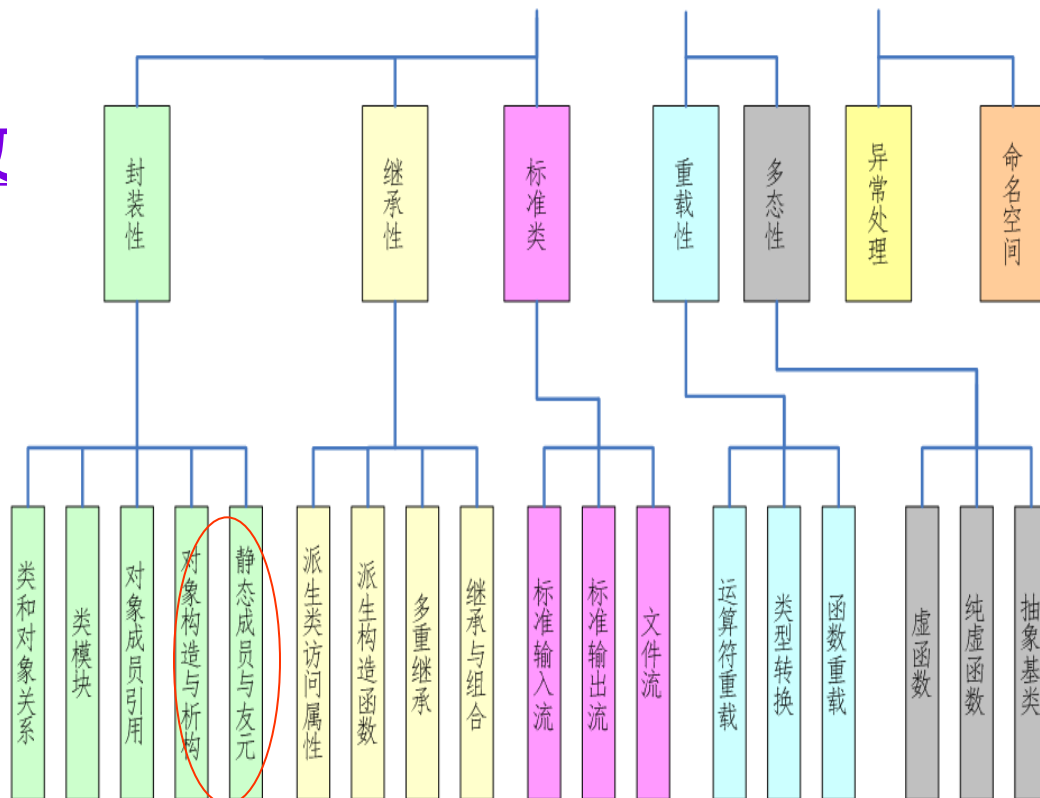 封装性
继承性
标准类
重载性
多态性
异常处理
命名空间
类和对象关系
类模块
对象成员引用
对象构造与析构
静态成员与友元
派生类访问属性
派生构造函数
多重继承
继承与组合
标准输入流
标准输出流
文件流
运算符重载
类型转换
函数重载
虚函数
纯虚函数
抽象基类